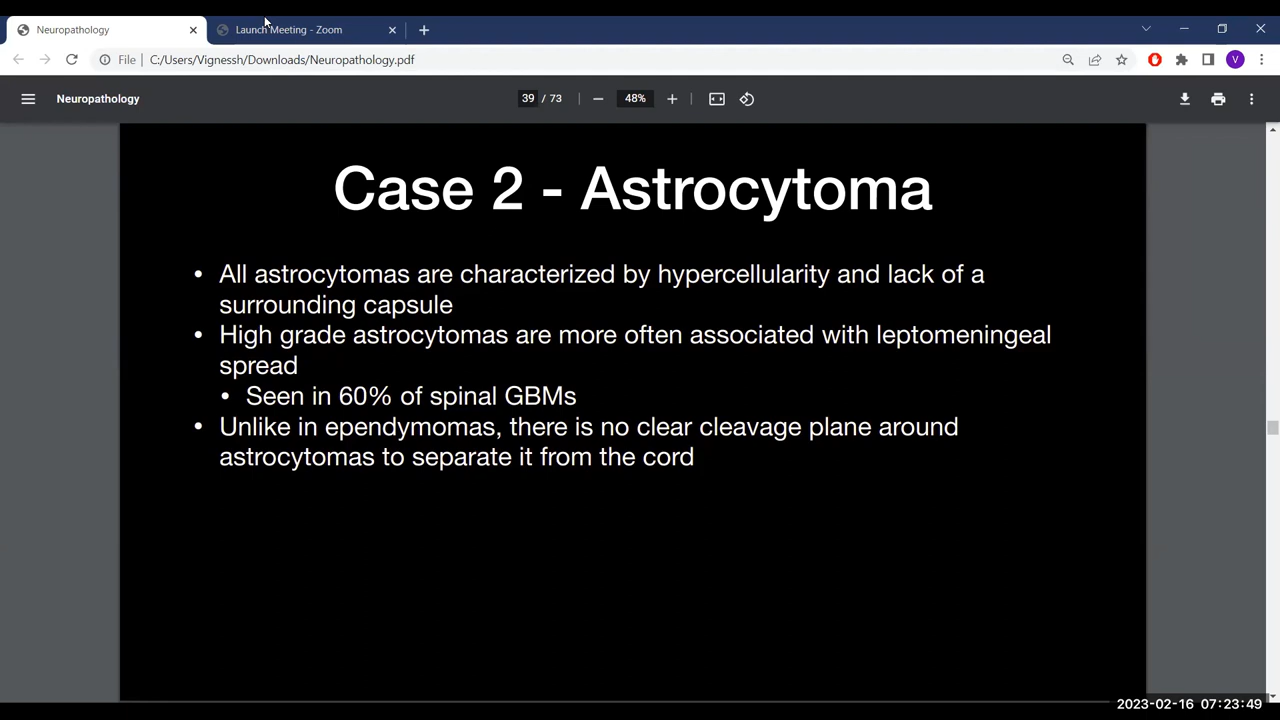 Neuropathology
Launch Meeting - Zoom
File
C:/Users/Vignessh/Downloads/Neuropathology.pdf
V
Neuropathology
39 / 73
48%
Case 2 - Astrocytoma
• All astrocytomas are characterized by hypercellularity and lack of a
surrounding capsule
• High grade astrocytomas are more often associated with leptomeningeal
spread
• Seen in 60% of spinal GBMs
• Unlike in ependymomas, there is no clear cleavage plane around
astrocytomas to separate it from the cord
2023-02-16 07:23:49